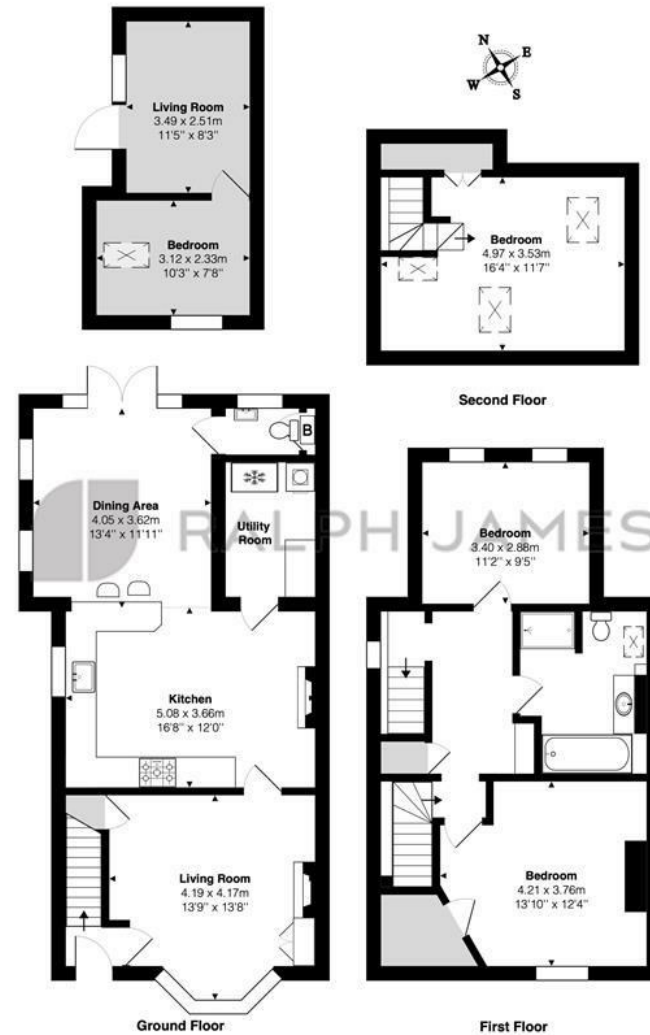 Living Room
3.49 x 2.51m
11'5" x 8'3"
Bedroom
3.12 x 2.33m
10'3" x 7'8"
N
E
W
S
Bedroom
4.97 x 3.53m
16'4" x 11'7"
Second Floor
B
Dining Area
4.05 x 3.62m
13'4" x 11'11"
Utility
Room
RALPH JAMES
Bedroom
3.40 x 2.88m
11'2" x 9'5"
Kitchen
5.08 x 3.66m
16'8" x 12'0"
Living Room
4.19 x 4.17m
13'9" x 13'8"
Bedroom
4.21 x 3.76m
13'10" x 12'4"
Ground Floor
First Floor